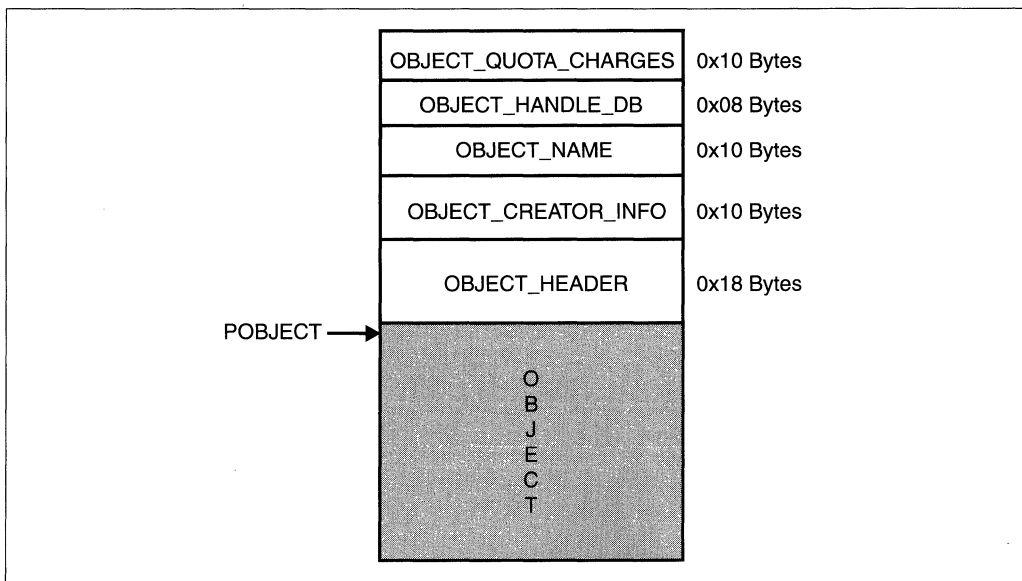 OBJECT_QUOTA_CHARGES 0x10 Bytes
OBJECT_HANDLE_DB 0x08 Bytes
OBJECT_NAME 0x10 Bytes
OBJECT_CREATOR_INFO 0x10 Bytes
OBJECT_HEADER 0x18 Bytes
POBJECT
O
B
J
E
C
T